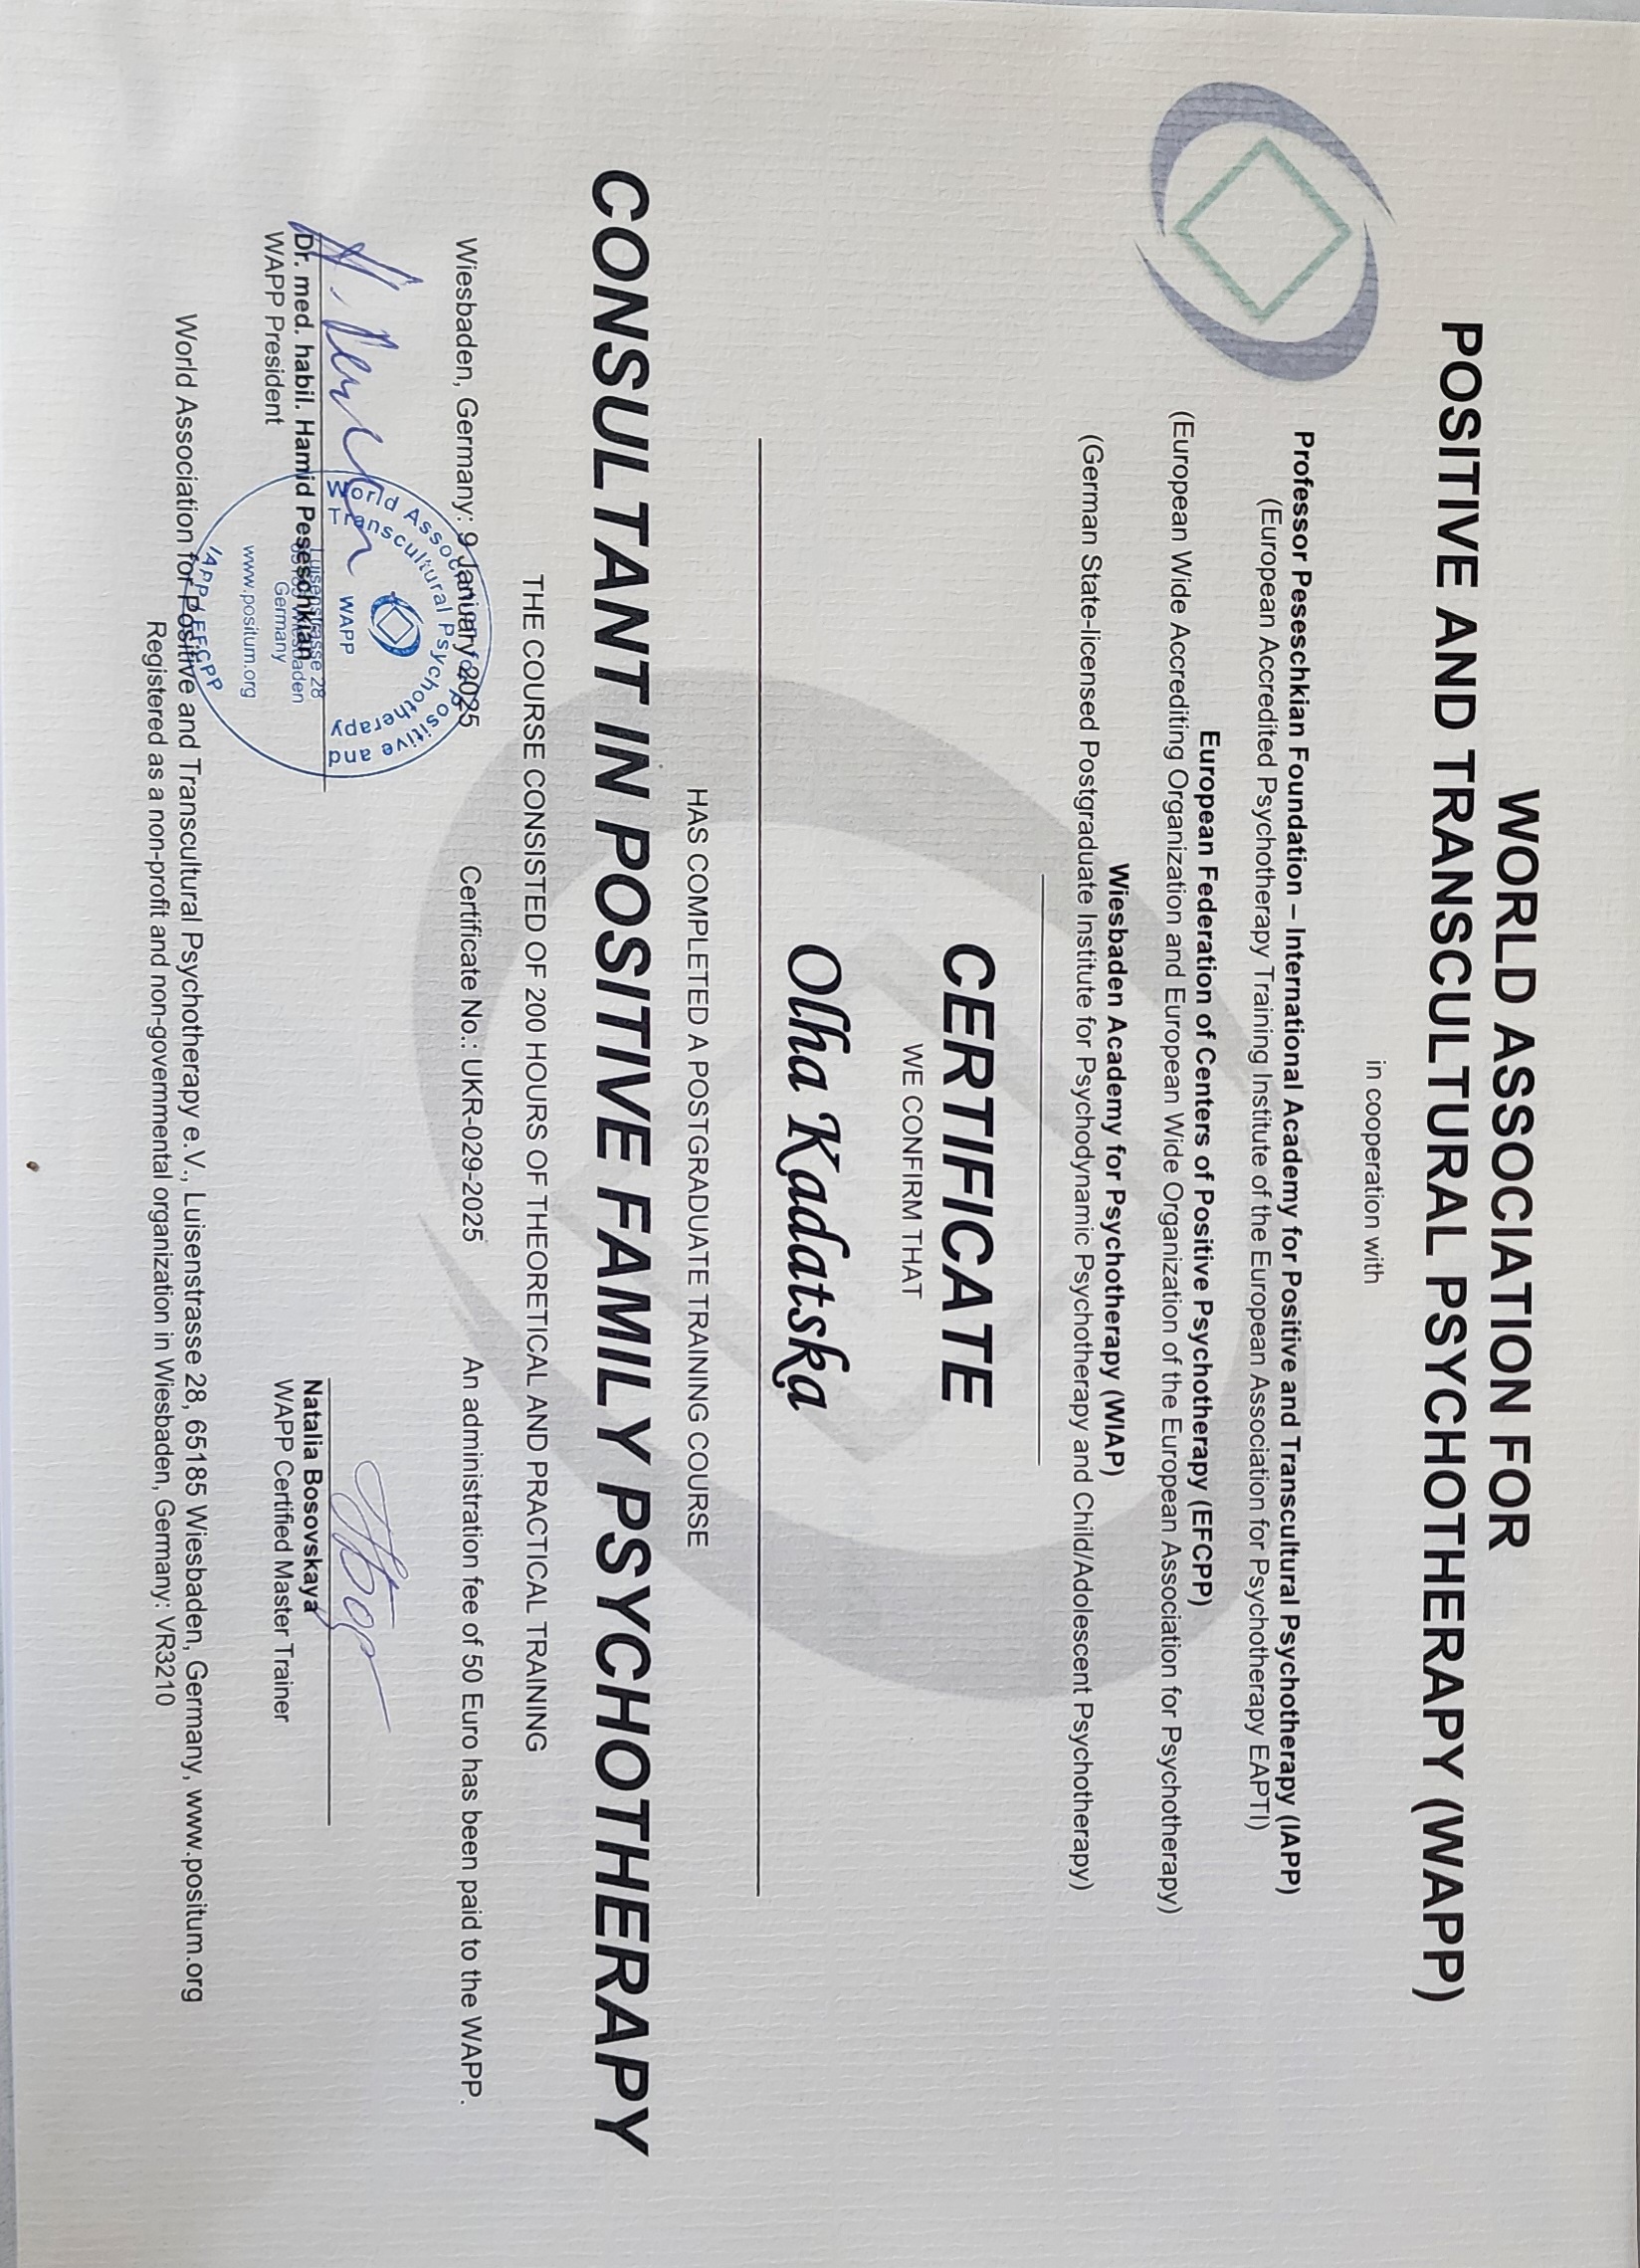 WORLD ASSOCIATION FOR
POSITIVE AND TRANSCULTURAL PSYCHOTHERAPY (WAPP)
in cooperation with
Professor Peseschkian Foundation – International Academy for Positive and Transcultural Psychotherapy (IAPP)
(European Accredited Psychotherapy Training Institute of the European Association for Psychotherapy EAPTI)
European Federation of Centers of Positive Psychotherapy (EFCPP)
(European Wide Accrediting Organization and European Wide Organization of the European Association for Psychotherapy)
Wiesbaden Academy for Psychotherapy (WIAP)
(German State-licensed Postgraduate Institute for Psychodynamic Psychotherapy and Child/Adolescent Psychotherapy)
CERTIFICATE
WE CONFIRM THAT
Olha Kadatska
HAS COMPLETED A POSTGRADUATE TRAINING COURSE
CONSULTANT IN POSITIVE FAMILY PSYCHOTHERAPY
THE COURSE CONSISTED OF 200 HOURS OF THEORETICAL AND PRACTICAL TRAINING
Wiesbaden, Germany: 9 January 2025 Certificate No.: UKR-029-2025 An administration fee of 50 Euro has been paid to the WAPP.
World Association for Positive and
Transcultural Psychotherapy
WAPP
Luisenstrasse 28
Wiesbaden
Germany
www.positum.org
IAPP EFCPP
Dr. med. habil. Hamid Peseschkian
WAPP President
Natalia Bosovskaya
WAPP Certified Master Trainer
World Association for Positive and Transcultural Psychotherapy e.V., Luisenstrasse 28, 65185 Wiesbaden, Germany, www.positum.org
Registered as a non-profit and non-governmental organization in Wiesbaden, Germany: VR3210